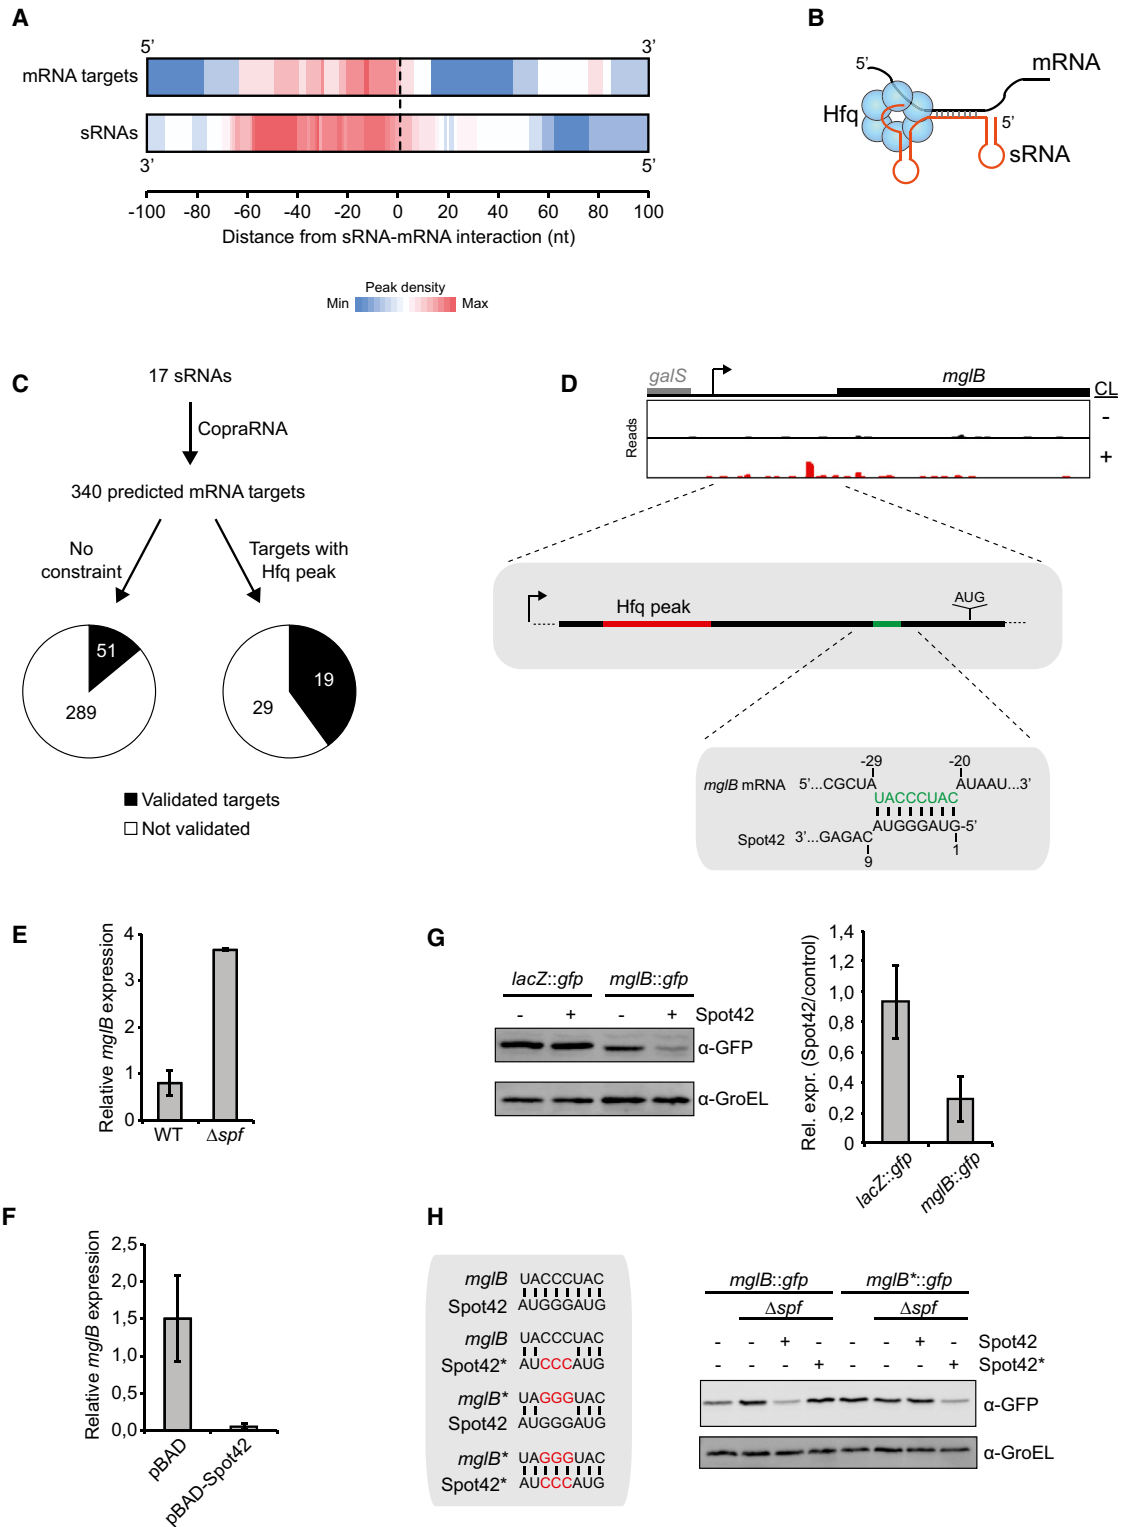 A
5’
3’
mRNA targets
sRNAs
3’
5’
-100 -80 -60 -40 -20 0 20 40 60 80 100
Distance from sRNA-mRNA interaction (nt)
Peak density
Min
Max
B
5’
mRNA
Hfq
5’
sRNA
C
17 sRNAs
CopraRNA
340 predicted mRNA targets
No
constraint
Targets with
Hfq peak
51
289
19
29
Validated targets
Not validated
D
galS
mglB
CL
Reads
-
+
Hfq peak
AUG
-29
-20
mglB mRNA
5’...CGCUA
UACCCUAC
AUAAU...3’
Spot42
3’...GAGAC
AUGGGAUG-5’
9
1
E
Relative mglB expression
4
3
2
1
0
WT
Δspf
F
Relative mglB expression
2,5
2,0
1,5
1,0
0,5
0,0
pBAD
pBAD-Spot42
G
lacZ::gfp
mglB::gfp
- + - + Spot42
α-GFP
α-GroEL
Rel. expr. (Spot42/control)
1,4
1,2
1,0
0,8
0,6
0,4
0,2
0
lacZ::gfp
mglB::gfp
H
mglB UACCCUAC
Spot42 AUGGGAUG
mglB UACCCUAC
Spot42* AUCCCAUG
mglB* UAGGGUAC
Spot42 AUGGGAUG
mglB* UAGGGUAC
Spot42* AUCCCAUG
mglB::gfp
mglB*::gfp
Δspf
Δspf
- - + - - - + - Spot42
- - - + - - - + Spot42*
α-GFP
α-GroEL